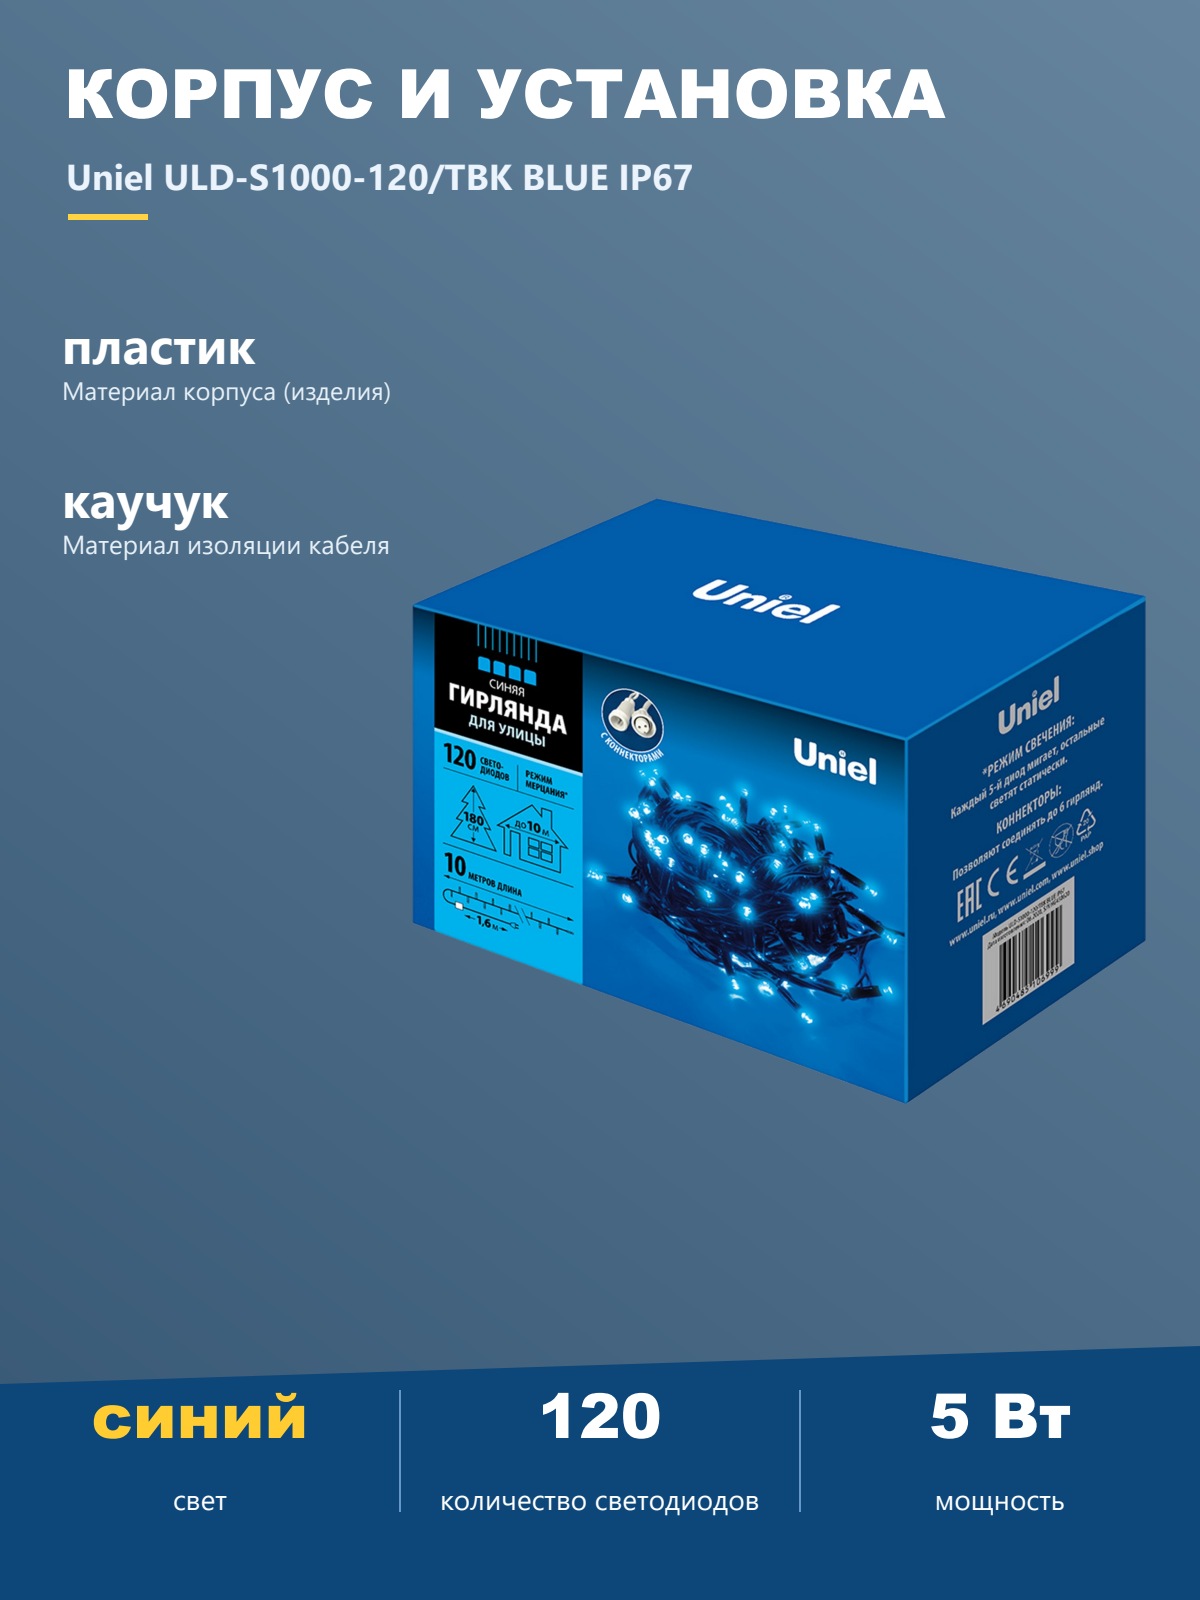 КОРПУС И УСТАНОВКА
Uniel ULD-S1000-120/TBK BLUE IP67
пластик
Материал корпуса (изделия)
каучук
Материал изоляции кабеля
Uniel
СИНЯЯ
ГИРЛЯНДА
ДЛЯ УЛИЦЫ
120 СВЕТО-ДИОДОВ
РЕЖИМ МЕРЦАНИЯ*
180 СМ
ДО 10 М
10 МЕТРОВ ДЛИНА
1,6 М
С КОННЕКТОРАМИ
Uniel
Uniel
*РЕЖИМ СВЕЧЕНИЯ:
Каждый 5-й диод мигает, остальные
светят статически.
КОННЕКТОРЫ:
Позволяют соединять до 6 гирлянд.
EAC CE
PAP
www.uniel.ru, www.uniel.com, www.uniel.shop
синий
свет
120
количество светодиодов
5 Вт
мощность